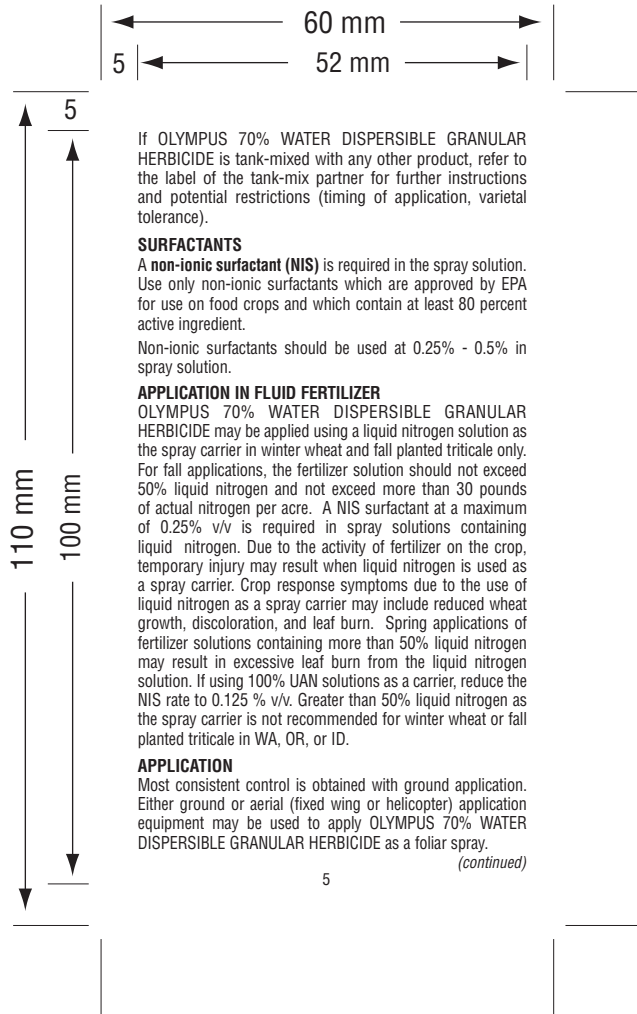 60 mm
5 52 mm
5
110 mm
100 mm
If OLYMPUS 70% WATER DISPERSIBLE GRANULAR
HERBICIDE is tank-mixed with any other product, refer to
the label of the tank-mix partner for further instructions
and potential restrictions (timing of application, varietal
tolerance).
SURFACTANTS
A non-ionic surfactant (NIS) is required in the spray solution.
Use only non-ionic surfactants which are approved by EPA
for use on food crops and which contain at least 80 percent
active ingredient.
Non-ionic surfactants should be used at 0.25% - 0.5% in
spray solution.
APPLICATION IN FLUID FERTILIZER
OLYMPUS 70% WATER DISPERSIBLE GRANULAR
HERBICIDE may be applied using a liquid nitrogen solution as
the spray carrier in winter wheat and fall planted triticale only.
For fall applications, the fertilizer solution should not exceed
50% liquid nitrogen and not exceed more than 30 pounds
of actual nitrogen per acre. A NIS surfactant at a maximum
of 0.25% v/v is required in spray solutions containing
liquid nitrogen. Due to the activity of fertilizer on the crop,
temporary injury may result when liquid nitrogen is used as
a spray carrier. Crop response symptoms due to the use of
liquid nitrogen as a spray carrier may include reduced wheat
growth, discoloration, and leaf burn. Spring applications of
fertilizer solutions containing more than 50% liquid nitrogen
may result in excessive leaf burn from the liquid nitrogen
solution. If using 100% UAN solutions as a carrier, reduce the
NIS rate to 0.125 % v/v. Greater than 50% liquid nitrogen as
the spray carrier is not recommended for winter wheat or fall
planted triticale in WA, OR, or ID.
APPLICATION
Most consistent control is obtained with ground application.
Either ground or aerial (fixed wing or helicopter) application
equipment may be used to apply OLYMPUS 70% WATER
DISPERSIBLE GRANULAR HERBICIDE as a foliar spray.
(continued)
5